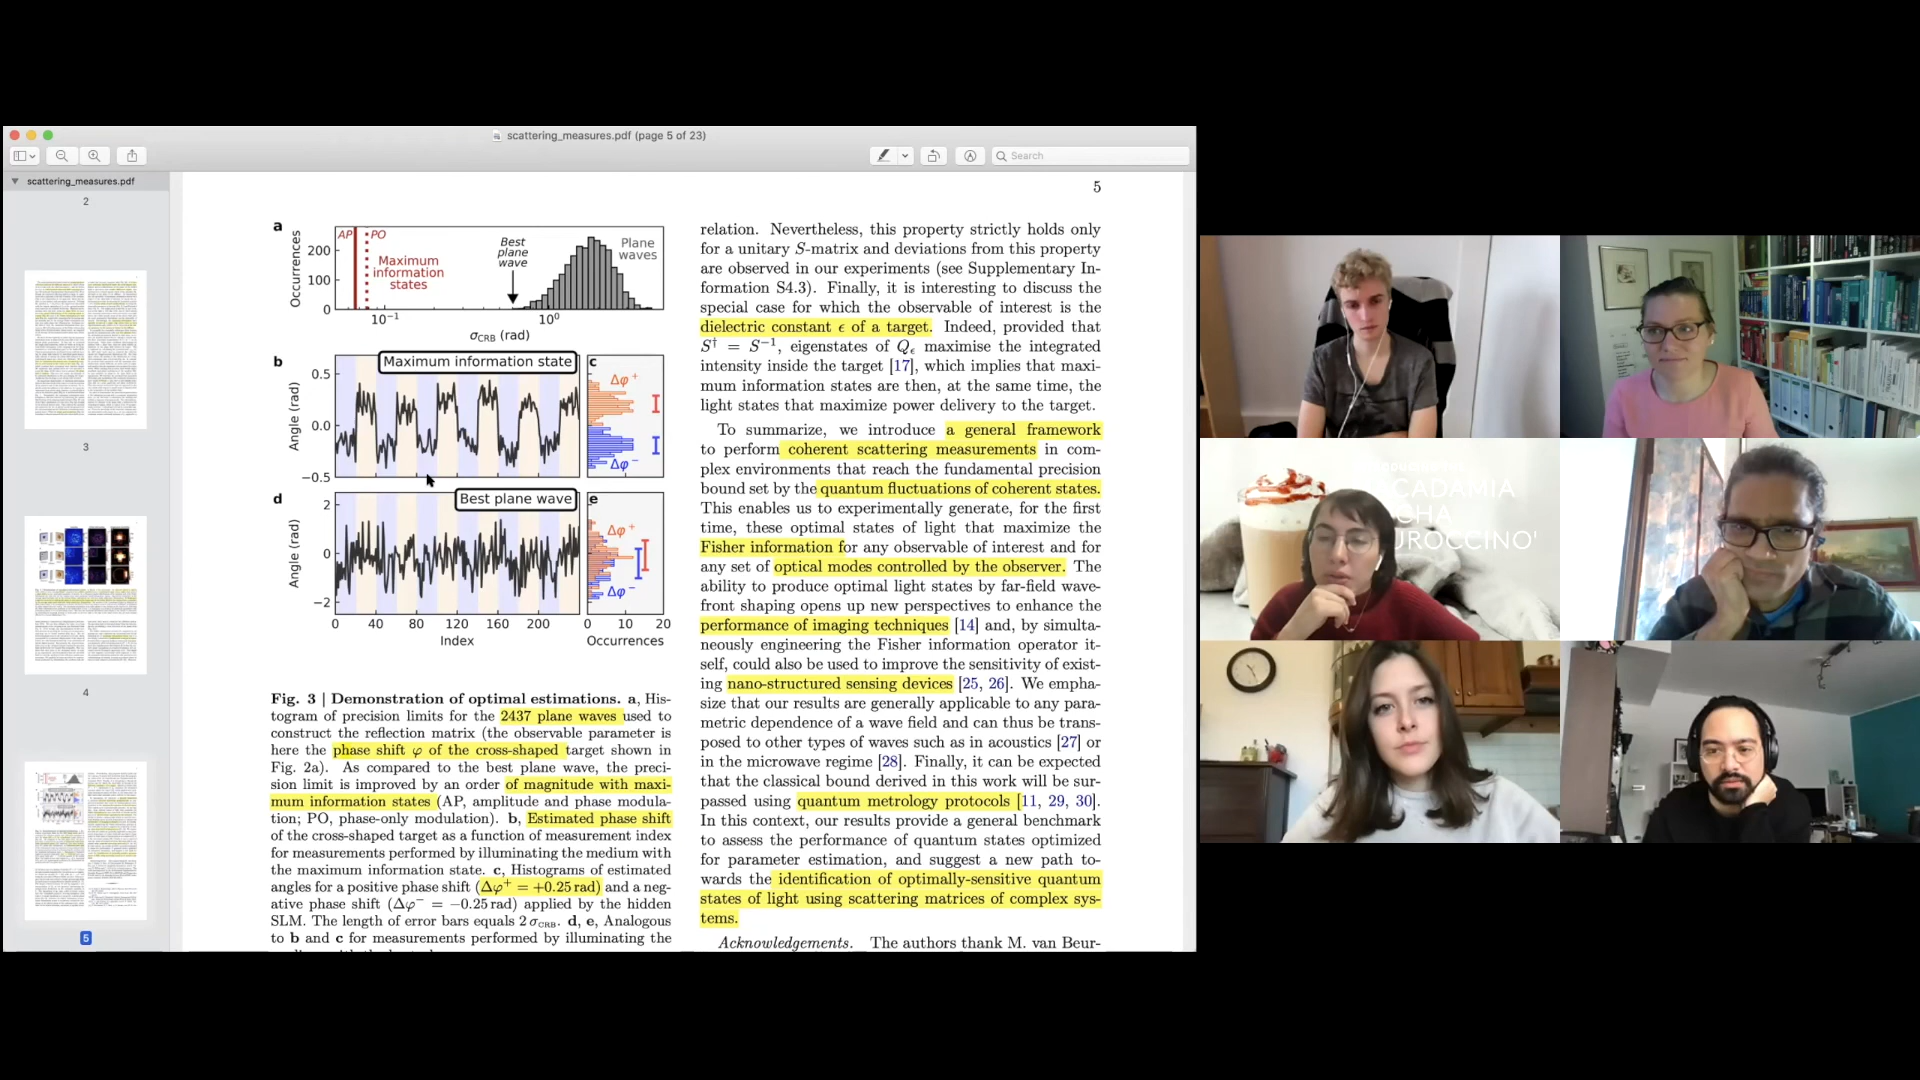 scattering_measures.pdf (page 5 of 23)
Search
scattering_measures.pdf
2
3
4
5
5
a
Occurrences
200
100
0
AP
PO
Maximum
information
states
Best
plane
wave
Plane
waves
10⁻¹
10⁰
σCRB (rad)
b
Maximum information state
c
Angle (rad)
0.5
0.0
−0.5
Δφ⁺
Δφ⁻
d
Best plane wave
e
Angle (rad)
2
0
−2
Δφ⁺
Δφ⁻
0 40 80 120 160 200
0 10 20
Index
Occurrences
Fig. 3 | Demonstration of optimal estimations. a, His-
togram of precision limits for the 2437 plane waves used to
construct the reflection matrix (the observable parameter is
here the phase shift φ of the cross-shaped target shown in
Fig. 2a). As compared to the best plane wave, the preci-
sion limit is improved by an order of magnitude with maxi-
mum information states (AP, amplitude and phase modula-
tion; PO, phase-only modulation). b, Estimated phase shift
of the cross-shaped target as a function of measurement index
for measurements performed by illuminating the medium with
the maximum information state. c, Histograms of estimated
angles for a positive phase shift (Δφ⁺ = +0.25 rad) and a neg-
ative phase shift (Δφ⁻ = −0.25 rad) applied by the hidden
SLM. The length of error bars equals 2 σCRB. d, e, Analogous
to b and c for measurements performed by illuminating the
relation. Nevertheless, this property strictly holds only
for a unitary S-matrix and deviations from this property
are observed in our experiments (see Supplementary In-
formation S4.3). Finally, it is interesting to discuss the
special case for which the observable of interest is the
dielectric constant ϵ of a target. Indeed, provided that
S† = S⁻¹, eigenstates of Qϵ maximise the integrated
intensity inside the target [17], which implies that maxi-
mum information states are then, at the same time, the
light states that maximize power delivery to the target.
To summarize, we introduce a general framework
to perform coherent scattering measurements in com-
plex environments that reach the fundamental precision
bound set by the quantum fluctuations of coherent states.
This enables us to experimentally generate, for the first
time, these optimal states of light that maximize the
Fisher information for any observable of interest and for
any set of optical modes controlled by the observer. The
ability to produce optimal light states by far-field wave-
front shaping opens up new perspectives to enhance the
performance of imaging techniques [14] and, by simulta-
neously engineering the Fisher information operator it-
self, could also be used to improve the sensitivity of exist-
ing nano-structured sensing devices [25, 26]. We empha-
size that our results are generally applicable to any para-
metric dependence of a wave field and can thus be trans-
posed to other types of waves such as in acoustics [27] or
in the microwave regime [28]. Finally, it can be expected
that the classical bound derived in this work will be sur-
passed using quantum metrology protocols [11, 29, 30].
In this context, our results provide a general benchmark
to assess the performance of quantum states optimized
for parameter estimation, and suggest a new path to-
wards the identification of optimally-sensitive quantum
states of light using scattering matrices of complex sys-
tems.
Acknowledgements. The authors thank M. van Beur-
CADAMIA
CHA
UROCCINO'